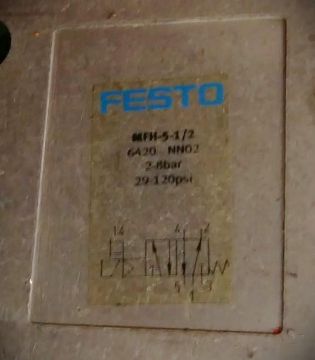 FESTO
MFH-5-1/2
6420 NN02
2-8bar
29-120psi
14 4 2
5 3
1